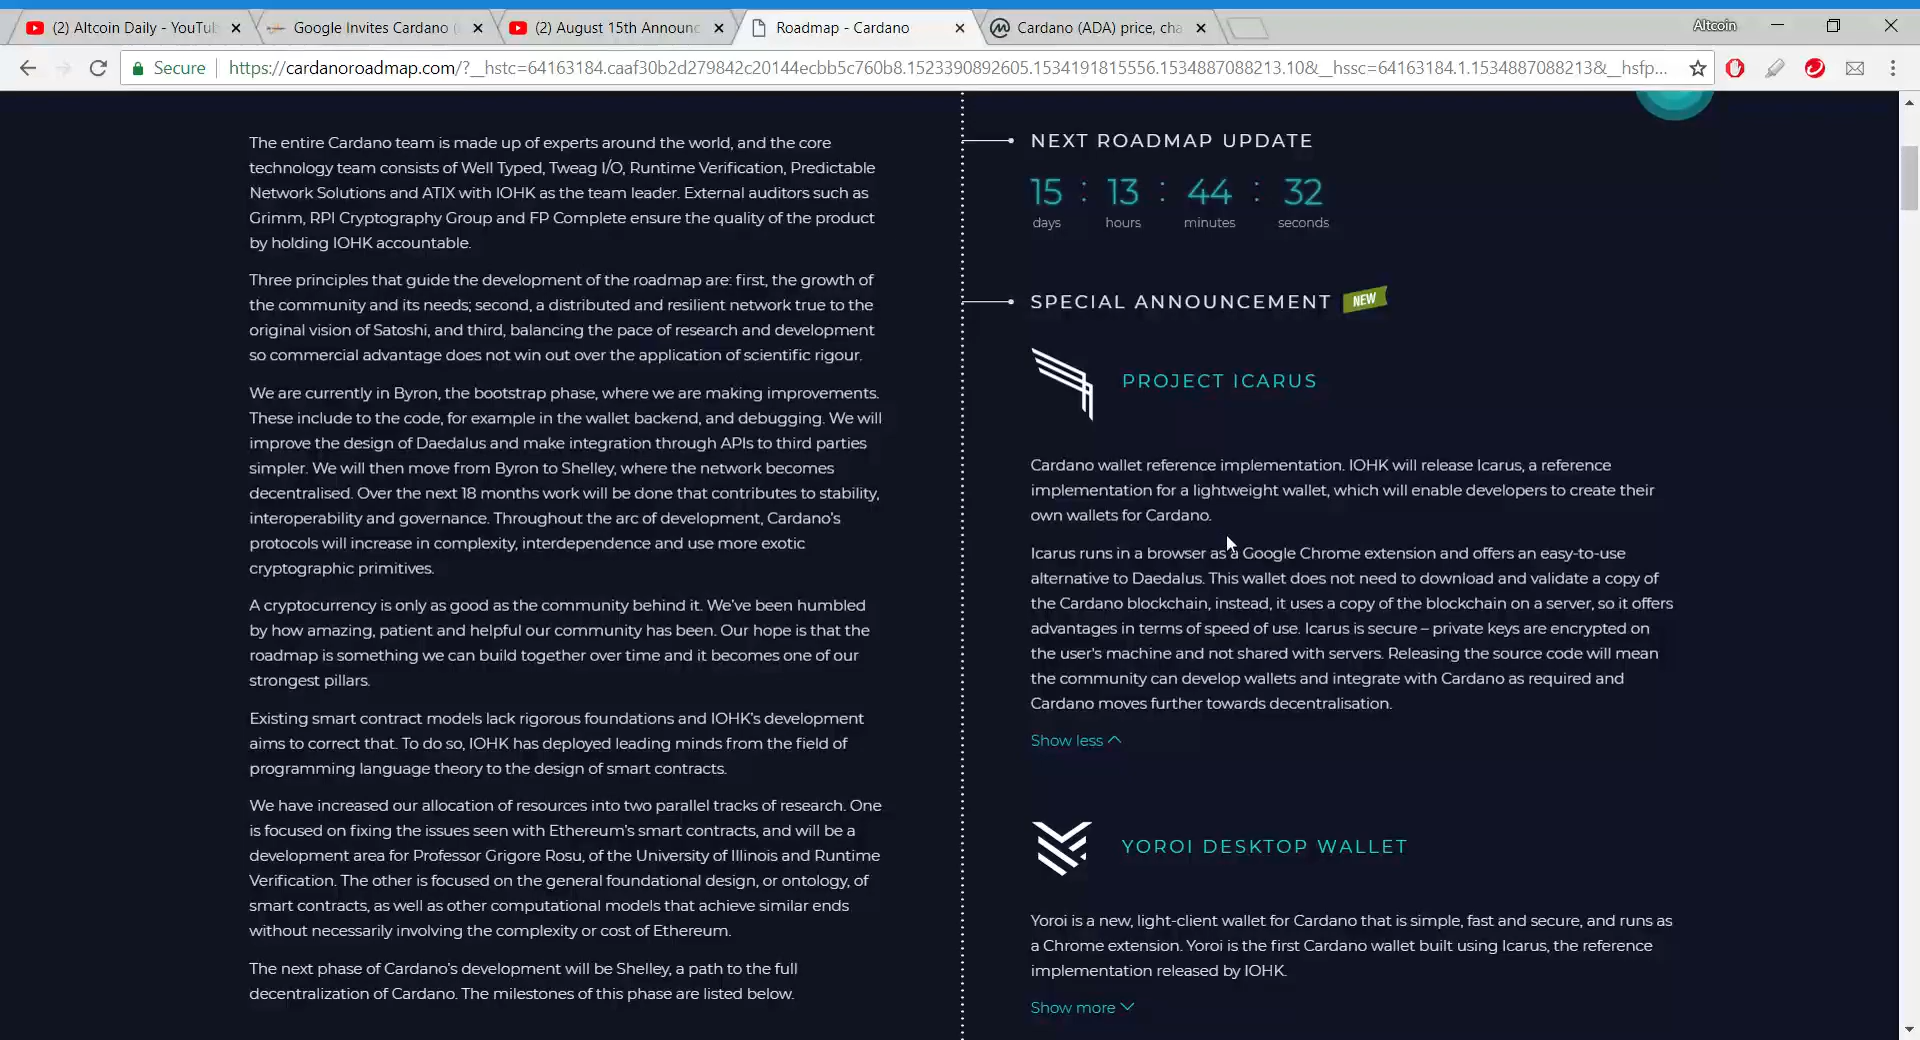 (2) Altcoin Daily - YouTu
Google Invites Cardano (
(2) August 15th Announc
Roadmap - Cardano
Cardano (ADA) price, cha
Altcoin
Secure
https://cardanoroadmap.com/?__hstc=64163184.caaf30b2d279842c20144ecbb5c760b8.1523390892605.1534191815556.1534887088213.10&__hssc=64163184.1.1534887088213&__hsfp...
The entire Cardano team is made up of experts around the world, and the core
technology team consists of Well Typed, Tweag I/O, Runtime Verification, Predictable
Network Solutions and ATIX with IOHK as the team leader. External auditors such as
Grimm, RPI Cryptography Group and FP Complete ensure the quality of the product
by holding IOHK accountable.
Three principles that guide the development of the roadmap are: first, the growth of
the community and its needs; second, a distributed and resilient network true to the
original vision of Satoshi, and third, balancing the pace of research and development
so commercial advantage does not win out over the application of scientific rigour.
We are currently in Byron, the bootstrap phase, where we are making improvements.
These include to the code, for example in the wallet backend, and debugging. We will
improve the design of Daedalus and make integration through APIs to third parties
simpler. We will then move from Byron to Shelley, where the network becomes
decentralised. Over the next 18 months work will be done that contributes to stability,
interoperability and governance. Throughout the arc of development, Cardano's
protocols will increase in complexity, interdependence and use more exotic
cryptographic primitives.
A cryptocurrency is only as good as the community behind it. We've been humbled
by how amazing, patient and helpful our community has been. Our hope is that the
roadmap is something we can build together over time and it becomes one of our
strongest pillars.
Existing smart contract models lack rigorous foundations and IOHK's development
aims to correct that. To do so, IOHK has deployed leading minds from the field of
programming language theory to the design of smart contracts.
We have increased our allocation of resources into two parallel tracks of research. One
is focused on fixing the issues seen with Ethereum's smart contracts, and will be a
development area for Professor Grigore Rosu, of the University of Illinois and Runtime
Verification. The other is focused on the general foundational design, or ontology, of
smart contracts, as well as other computational models that achieve similar ends
without necessarily involving the complexity or cost of Ethereum.
The next phase of Cardano's development will be Shelley, a path to the full
decentralization of Cardano. The milestones of this phase are listed below.
NEXT ROADMAP UPDATE
15 : 13 : 44 : 32
days hours minutes seconds
SPECIAL ANNOUNCEMENT NEW
PROJECT ICARUS
Cardano wallet reference implementation. IOHK will release Icarus, a reference
implementation for a lightweight wallet, which will enable developers to create their
own wallets for Cardano.
Icarus runs in a browser as a Google Chrome extension and offers an easy-to-use
alternative to Daedalus. This wallet does not need to download and validate a copy of
the Cardano blockchain, instead, it uses a copy of the blockchain on a server, so it offers
advantages in terms of speed of use. Icarus is secure – private keys are encrypted on
the user's machine and not shared with servers. Releasing the source code will mean
the community can develop wallets and integrate with Cardano as required and
Cardano moves further towards decentralisation.
Show less
YOROI DESKTOP WALLET
Yoroi is a new, light-client wallet for Cardano that is simple, fast and secure, and runs as
a Chrome extension. Yoroi is the first Cardano wallet built using Icarus, the reference
implementation released by IOHK.
Show more